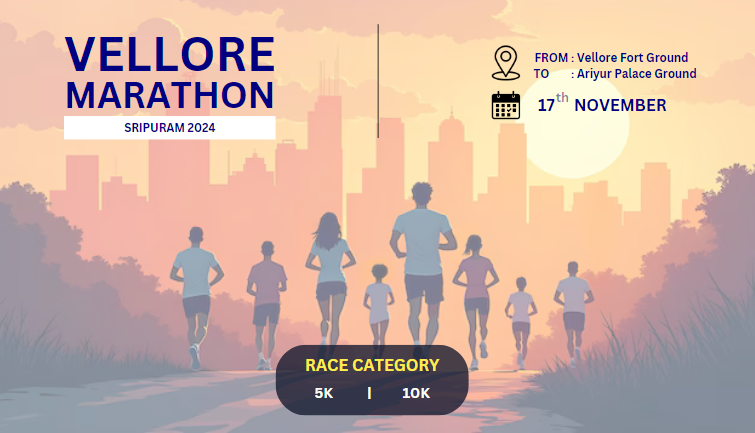 VELLORE
MARATHON
SRIPURAM 2024
FROM : Vellore Fort Ground
TO : Ariyur Palace Ground
17th NOVEMBER
RACE CATEGORY
5K | 10K